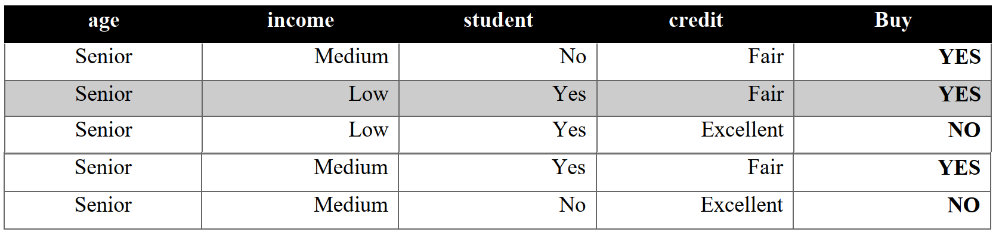 age income student credit Buy
Senior Medium No Fair YES
Senior Low Yes Fair YES
Senior Low Yes Excellent NO
Senior Medium Yes Fair YES
Senior Medium No Excellent NO